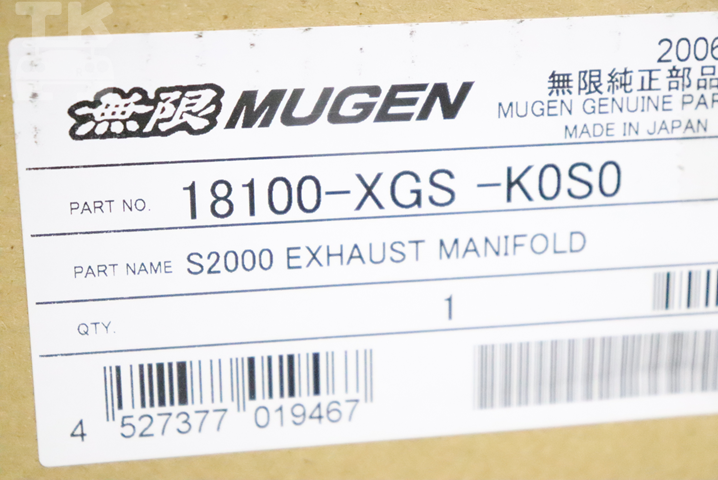 TK
2006
無限 MUGEN
無限純正部品
MUGEN GENUINE PAR
MADE IN JAPAN
PART NO. 18100-XGS -K0S0
PART NAME S2000 EXHAUST MANIFOLD
QTY. 1
4 527377 019467